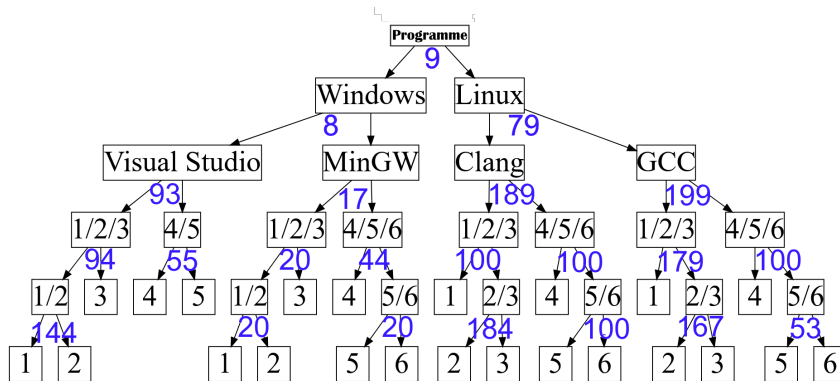 Programme
9
Windows Linux
8 79
Visual Studio MinGW Clang GCC
93 17 189 199
1/2/3 4/5 1/2/3 4/5/6 1/2/3 4/5/6 1/2/3 4/5/6
94 55 20 44 100 100 179 100
1/2 3 4 5 1/2 3 4 5/6 1 2/3 4 5/6 1 2/3 4 5/6
144 20 20 184 100 167 53
1 2 1 2 5 6 2 3 5 6 2 3 5 6